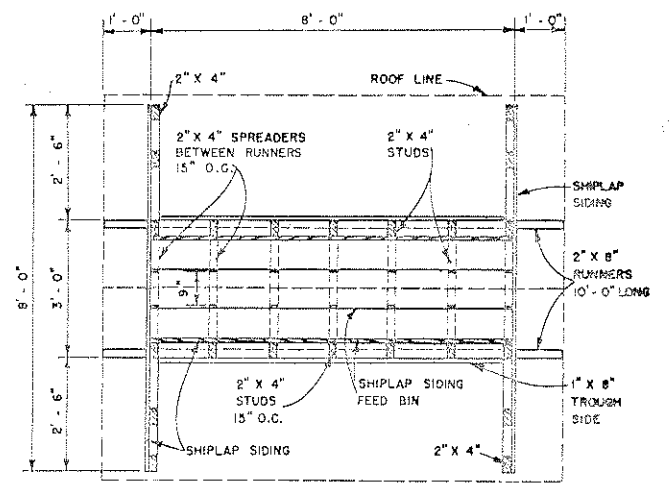 1'-0"
8'-0"
1'-0"
2" X 4"
ROOF LINE
2" X 4" SPREADERS
BETWEEN RUNNERS
15" O.C.
2" X 4"
STUDS
2'-6"
SHIPLAP
SIDING
8'-0"
3'-0"
9"
2" X 8"
RUNNERS
10'-0" LONG
2'-6"
2" X 4"
STUDS
15" O.C.
SHIPLAP SIDING
FEED BIN
1" X 8"
TROUGH
SIDE
SHIPLAP SIDING
2" X 4"